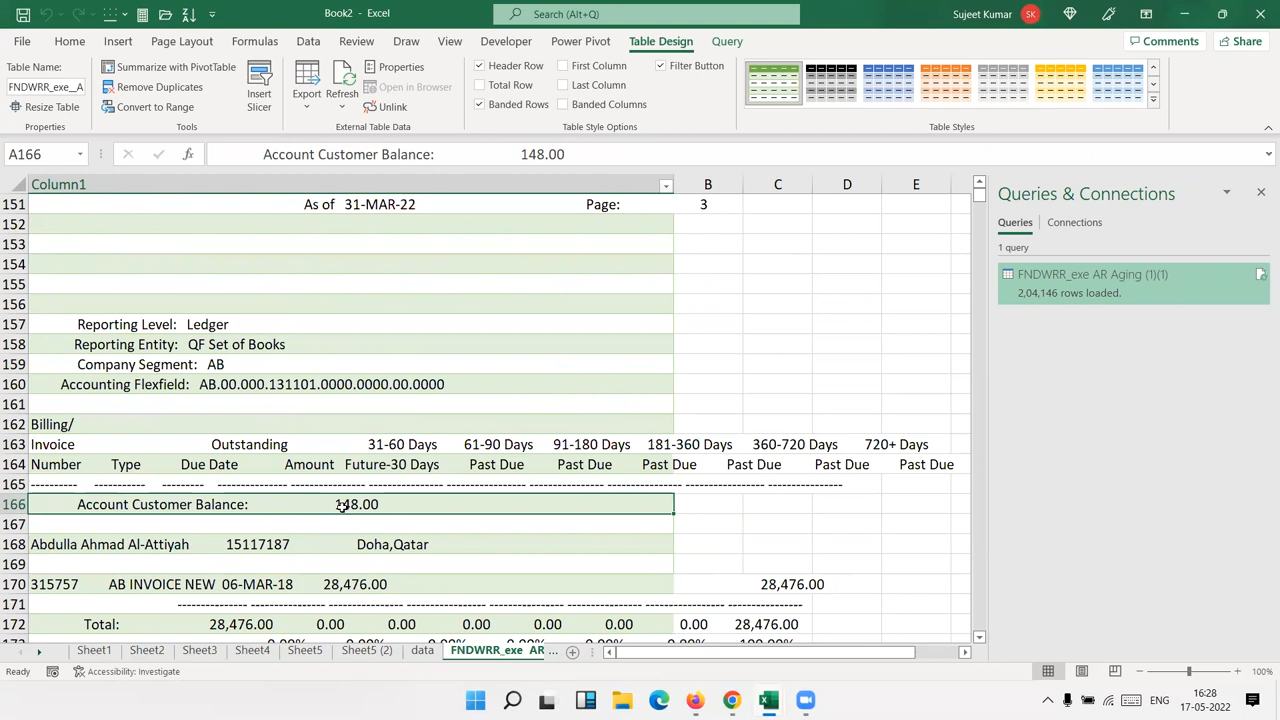 Book2 - Excel
Search (Alt+Q)
Sujeet Kumar SK
File Home Insert Page Layout Formulas Data Review View Developer Power Pivot Table Design Query Comments Share
Table Name:
FNDWRR_exe_A
Resize Table
Properties
Summarize with PivotTable
Remove Duplicates
Convert to Range
Tools
Insert
Slicer
Export Refresh
Properties
Open in Browser
Unlink
External Table Data
Header Row First Column Filter Button
Total Row Last Column
Banded Rows Banded Columns
Table Style Options
Table Styles
A166 fx Account Customer Balance: 148.00
Column1 B C D E
151 As of 31-MAR-22 Page: 3
152
153
154
155
156
157 Reporting Level: Ledger
158 Reporting Entity: QF Set of Books
159 Company Segment: AB
160 Accounting Flexfield: AB.00.000.131101.0000.0000.00.0000
161
162 Billing/
163 Invoice Outstanding 31-60 Days 61-90 Days 91-180 Days 181-360 Days 360-720 Days 720+ Days
164 Number Type Due Date Amount Future-30 Days Past Due Past Due Past Due Past Due Past Due Past Due
165 -------- ------- --------- --------------- --------------- --------------- --------------- --------------- --------------- ---------------
166 Account Customer Balance: 148.00
167
168 Abdulla Ahmad Al-Attiyah 15117187 Doha,Qatar
169
170 315757 AB INVOICE NEW 06-MAR-18 28,476.00 28,476.00
171 --------------- --------------- --------------- --------------- --------------- --------------- --------------- ---------------
172 Total: 28,476.00 0.00 0.00 0.00 0.00 0.00 0.00 28,476.00
Queries & Connections
Queries Connections
1 query
FNDWRR_exe AR Aging (1)(1)
2,04,146 rows loaded.
Sheet1 Sheet2 Sheet3 Sheet4 Sheet5 Sheet5 (2) data FNDWRR_exe AR ...
Ready Accessibility: Investigate 100%
ENG 16:28
17-05-2022